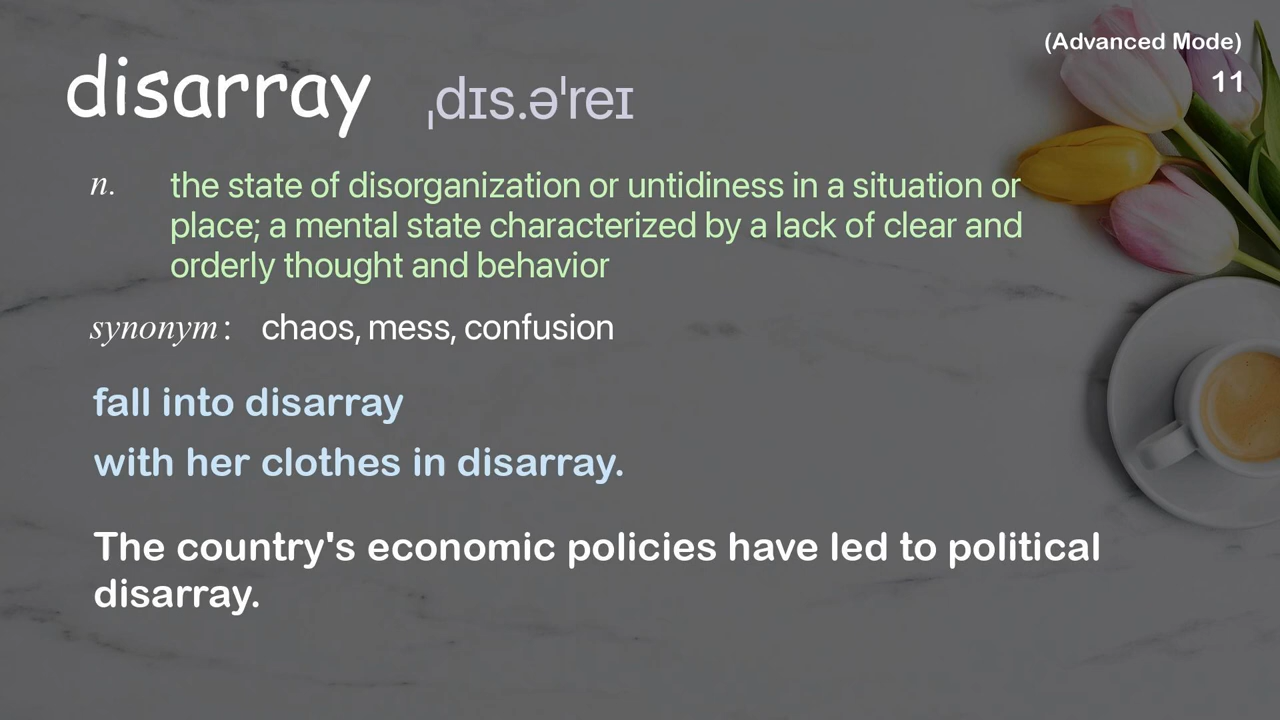 (Advanced Mode)
11
disarray ˌdɪs.əˈreɪ
n. the state of disorganization or untidiness in a situation or
place; a mental state characterized by a lack of clear and
orderly thought and behavior
synonym: chaos, mess, confusion
fall into disarray
with her clothes in disarray.
The country's economic policies have led to political
disarray.